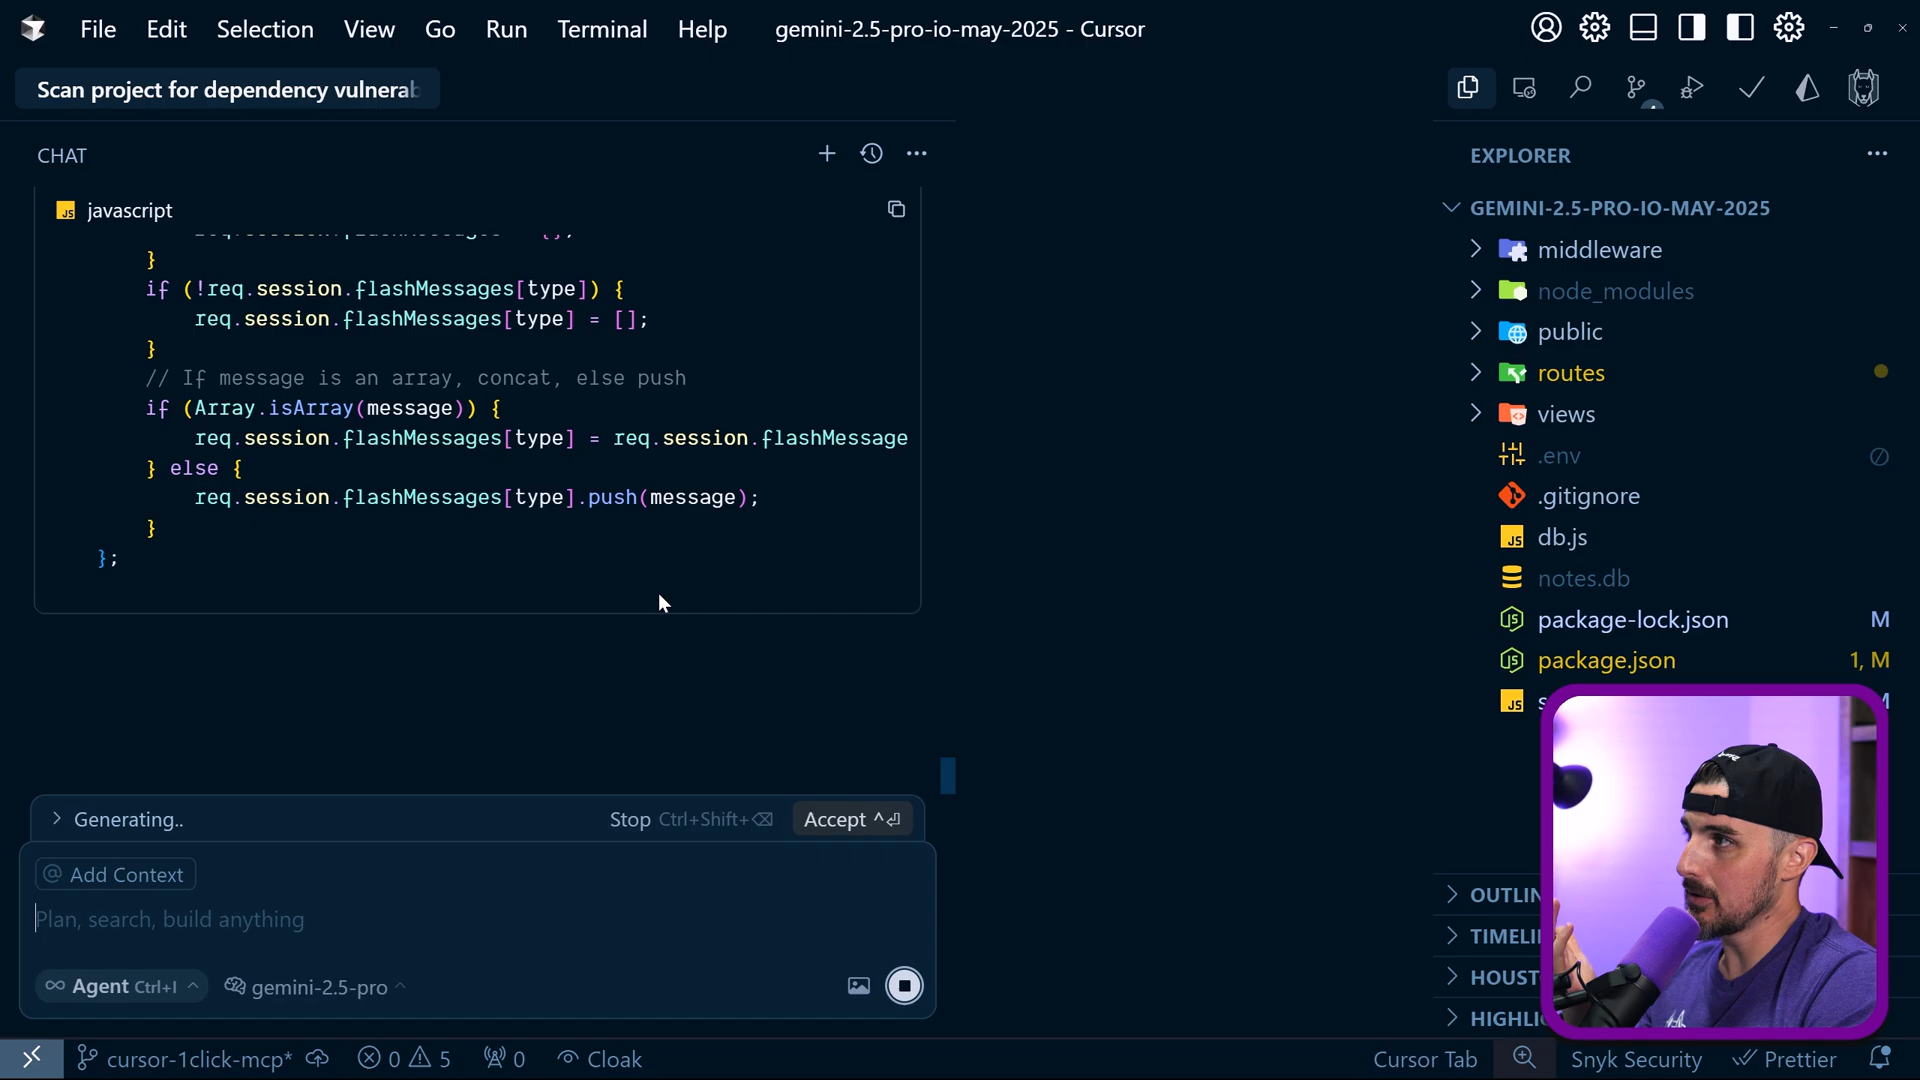 File Edit Selection View Go Run Terminal Help gemini-2.5-pro-io-may-2025 - Cursor
Scan project for dependency vulnerab
CHAT
JS javascript
}
if (!req.session.flashMessages[type]) {
req.session.flashMessages[type] = [];
}
// If message is an array, concat, else push
if (Array.isArray(message)) {
req.session.flashMessages[type] = req.session.flashMessage
} else {
req.session.flashMessages[type].push(message);
}
};
Generating.. Stop Ctrl+Shift+⌫ Accept ^⏎
@ Add Context
Plan, search, build anything
∞ Agent Ctrl+I gemini-2.5-pro
EXPLORER
GEMINI-2.5-PRO-IO-MAY-2025
middleware
node_modules
public
routes
views
.env
.gitignore
JS db.js
notes.db
JS package-lock.json M
JS package.json 1, M
JS s
OUTLIN
TIMELI
HOUST
HIGHLI
cursor-1click-mcp* 0 5 0 Cloak Cursor Tab Snyk Security Prettier